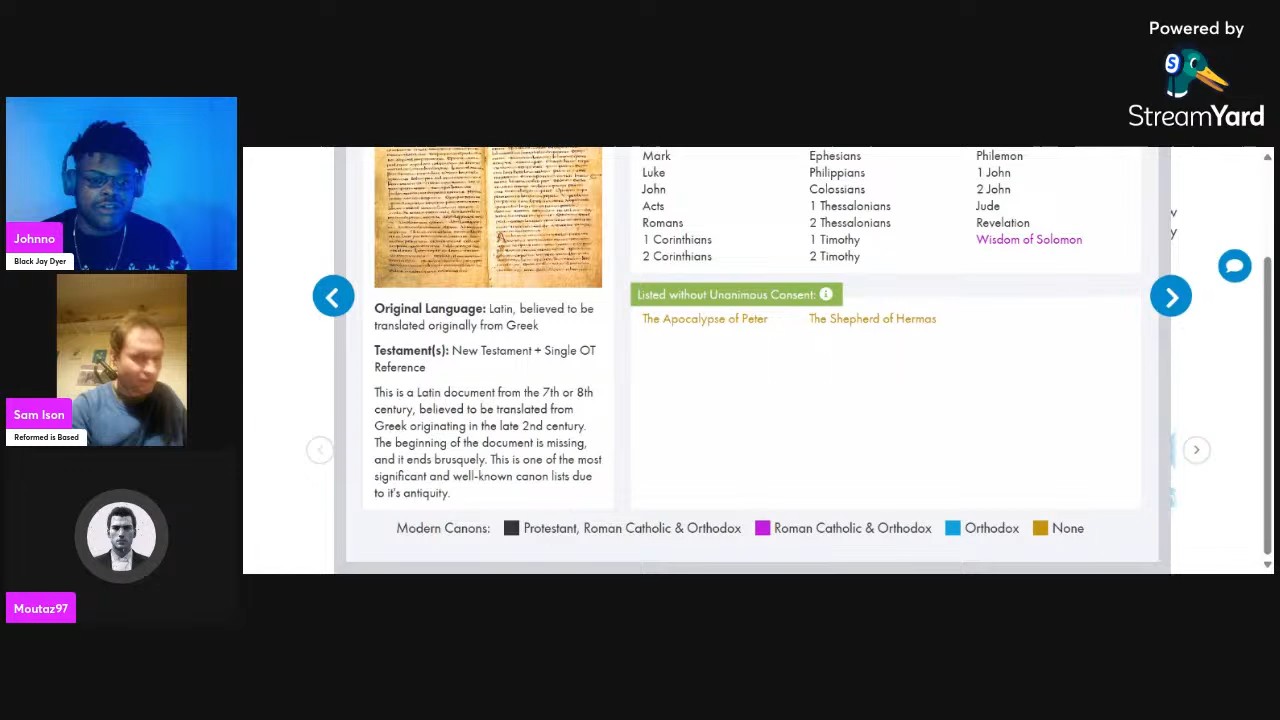 Powered by
StreamYard
Johnno
Black Jay Dyer
Sam Ison
Reformed is Based
Moutaz97
Mark
Luke
John
Acts
Romans
1 Corinthians
2 Corinthians
Ephesians
Philippians
Colossians
1 Thessalonians
2 Thessalonians
1 Timothy
2 Timothy
Philemon
1 John
2 John
Jude
Revelation
Wisdom of Solomon
Listed without Unanimous Consent:
The Apocalypse of Peter
The Shepherd of Hermas
Original Language: Latin, believed to be
translated originally from Greek
Testament(s): New Testament + Single OT
Reference
This is a Latin document from the 7th or 8th
century, believed to be translated from
Greek originating in the late 2nd century.
The beginning of the document is missing,
and it ends brusquely. This is one of the most
significant and well-known canon lists due
to it's antiquity.
Modern Canons: Protestant, Roman Catholic & Orthodox Roman Catholic & Orthodox Orthodox None